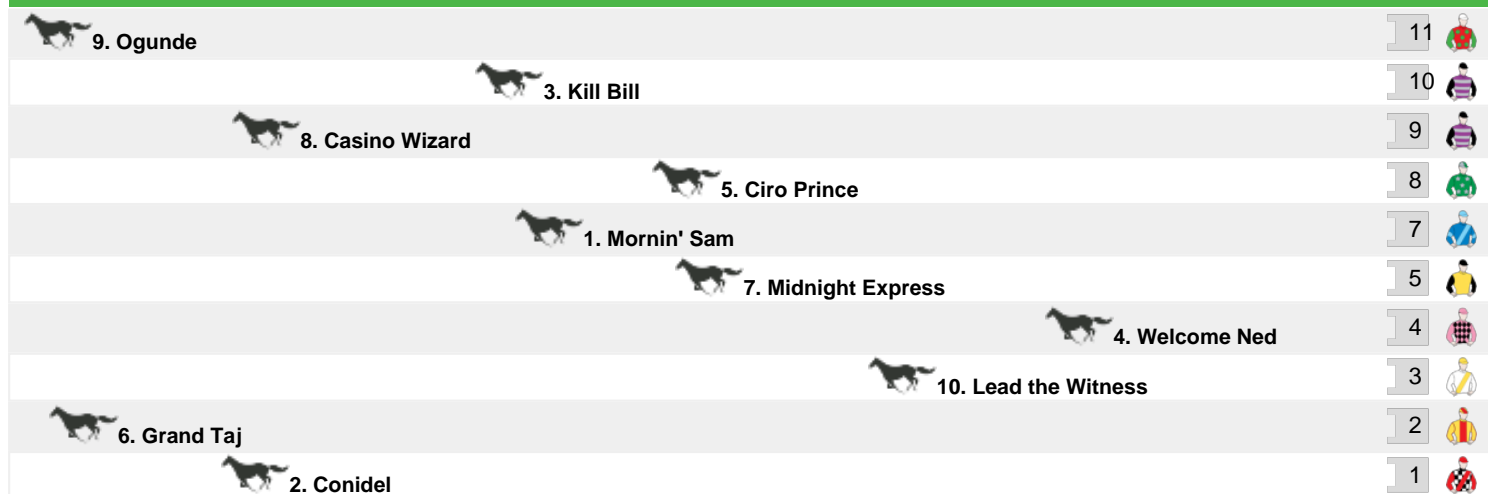 9. Ogunde 11
3. Kill Bill 10
8. Casino Wizard 9
5. Ciro Prince 8
1. Mornin' Sam 7
7. Midnight Express 5
4. Welcome Ned 4
10. Lead the Witness 3
6. Grand Taj 2
2. Conidel 1